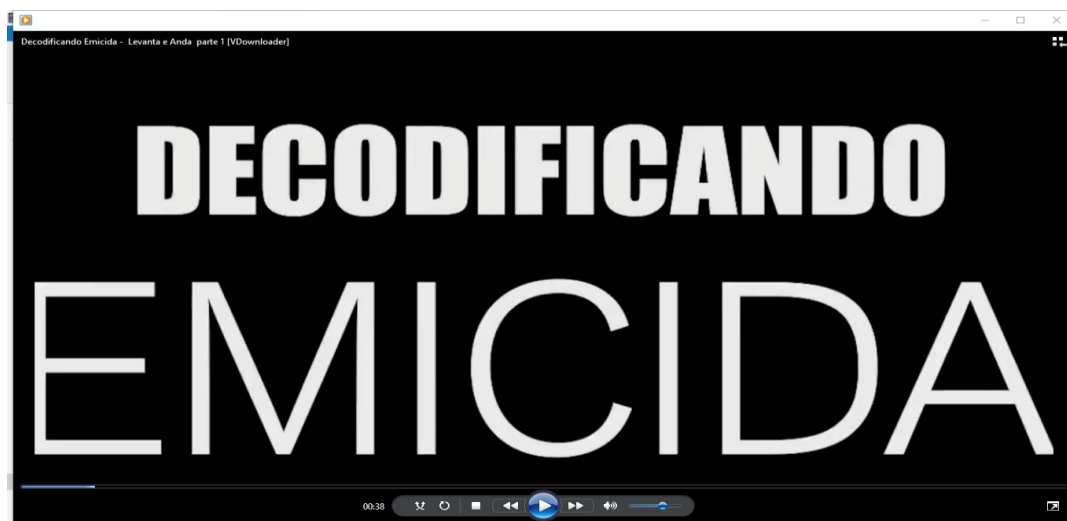 Decodificando Emicida - Levanta e Anda parte 1 [VDownloader]
DECODIFICANDO
EMICIDA
00:38